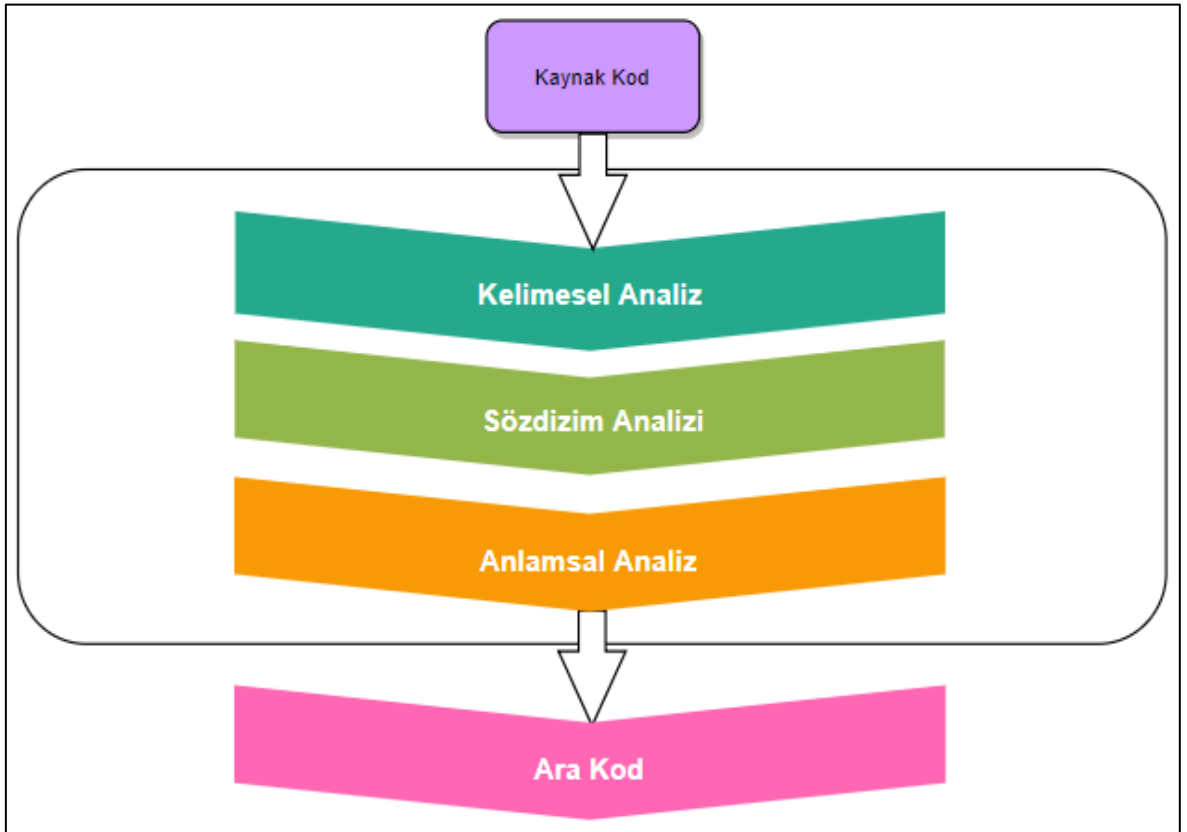 Kaynak Kod
Kelimesel Analiz
Sözdizim Analizi
Anlamsal Analiz
Ara Kod